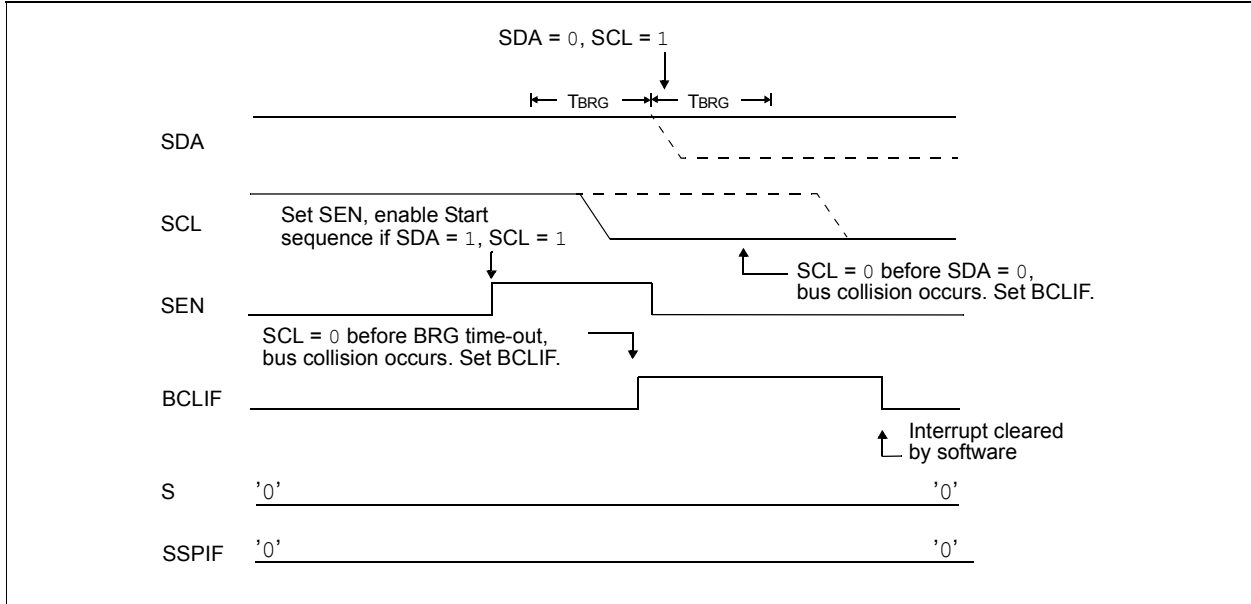 SDA = 0, SCL = 1
TBRG TBRG
SDA
SCL
Set SEN, enable Start
sequence if SDA = 1, SCL = 1
SCL = 0 before SDA = 0,
bus collision occurs. Set BCLIF.
SEN
SCL = 0 before BRG time-out,
bus collision occurs. Set BCLIF.
BCLIF
Interrupt cleared
by software
S '0' '0'
SSPIF '0' '0'